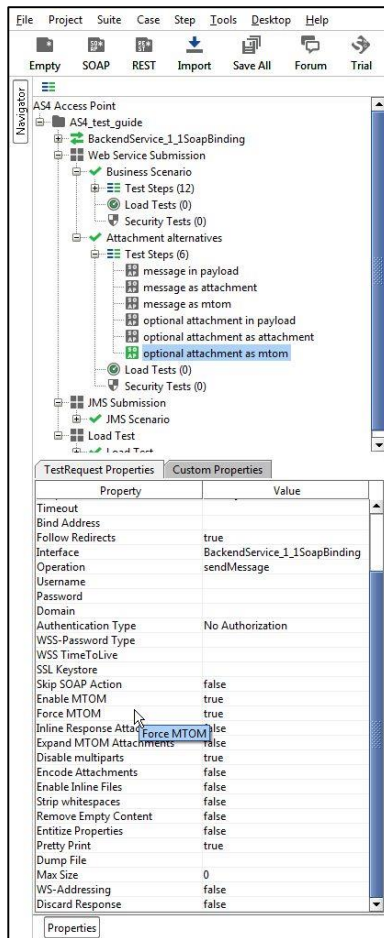 File Project Suite Case Step Tools Desktop Help
Empty SOAP REST Import Save All Forum Trial
Navigator
AS4 Access Point
AS4_test_guide
BackendService_1_1SoapBinding
Web Service Submission
Business Scenario
Test Steps (12)
Load Tests (0)
Security Tests (0)
Attachment alternatives
Test Steps (6)
message in payload
message as attachment
message as mtom
optional attachment in payload
optional attachment as attachment
optional attachment as mtom
Load Tests (0)
Security Tests (0)
JMS Submission
JMS Scenario
Load Test
Load Test
TestRequest Properties Custom Properties
Property Value
Timeout
Bind Address
Follow Redirects true
Interface BackendService_1_1SoapBinding
Operation sendMessage
Username
Password
Domain
Authentication Type No Authorization
WSS-Password Type
WSS TimeToLive
SSL Keystore
Skip SOAP Action false
Enable MTOM true
Force MTOM true
Inline Response
Force MTOM
Expand MTOM Attachments false
Disable multiparts true
Encode Attachments false
Enable Inline Files false
Strip whitespaces false
Remove Empty Content false
Entitize Properties false
Pretty Print true
Dump File
Max Size 0
WS-Addressing false
Discard Response false
Properties